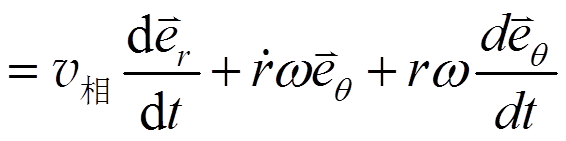 = v相 de⃗r/dt + ṙωe⃗θ + rω de⃗θ/dt